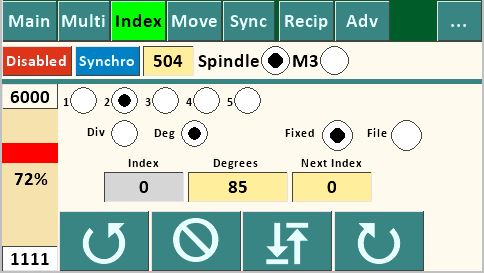 Main Multi Index Move Sync Recip Adv ...
Disabled Synchro 504 Spindle M3
6000 1 2 3 4 5
Div Deg Fixed File
Index Degrees Next Index
72% 0 85 0
1111